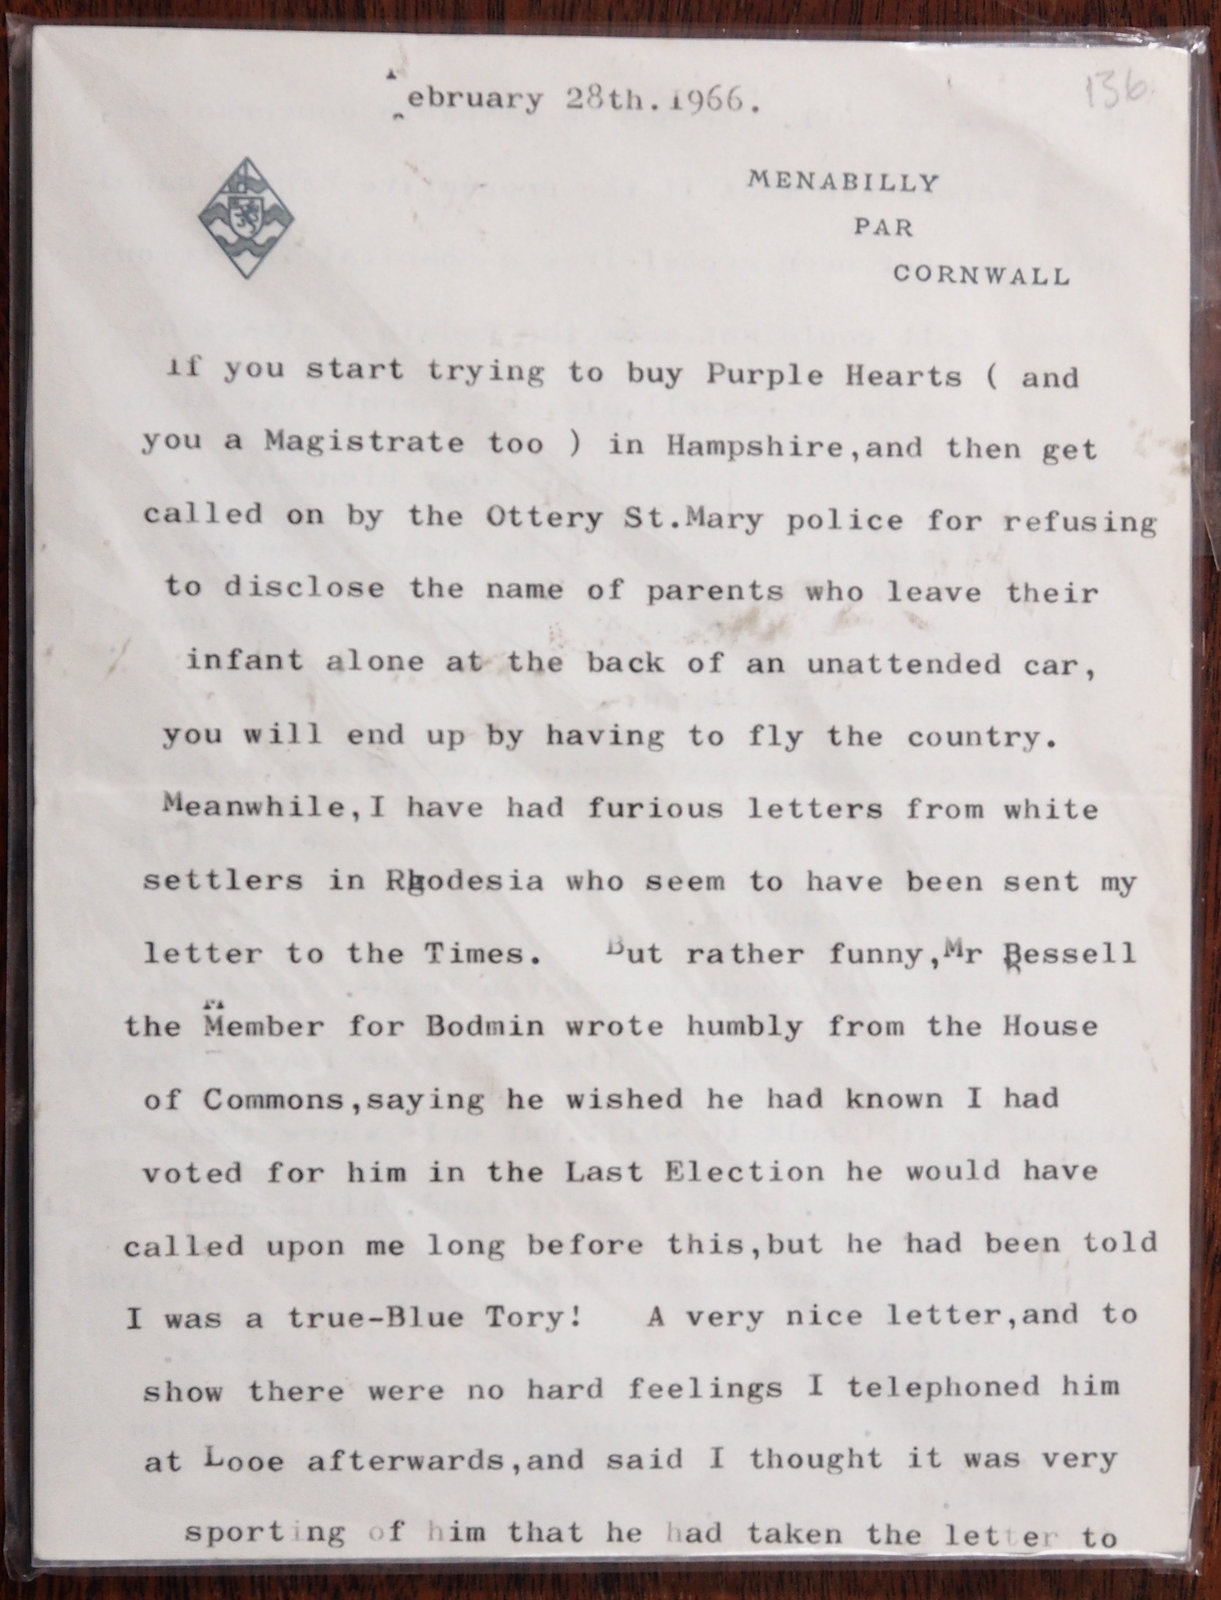 February 28th.1966.
136
MENABILLY
PAR
CORNWALL
If you start trying to buy Purple Hearts ( and
you a Magistrate too ) in Hampshire,and then get
called on by the Ottery St.Mary police for refusing
to disclose the name of parents who leave their
infant alone at the back of an unattended car,
you will end up by having to fly the country.
Meanwhile,I have had furious letters from white
settlers in Rhodesia who seem to have been sent my
letter to the Times. But rather funny,Mr Bessell
the Member for Bodmin wrote humbly from the House
of Commons,saying he wished he had known I had
voted for him in the Last Election he would have
called upon me long before this,but he had been told
I was a true-Blue Tory! A very nice letter,and to
show there were no hard feelings I telephoned him
at Looe afterwards,and said I thought it was very
sporting of him that he had taken the letter to